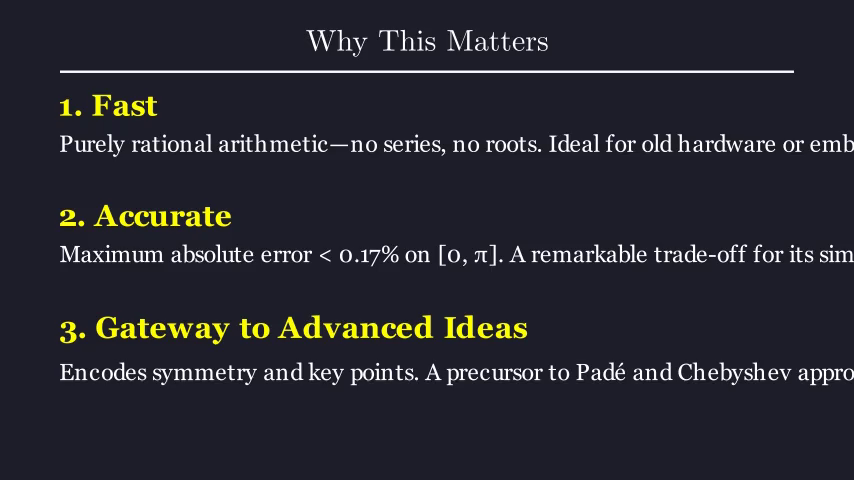 Why This Matters
1. Fast
Purely rational arithmetic—no series, no roots. Ideal for old hardware or emb
2. Accurate
Maximum absolute error < 0.17% on [0, π]. A remarkable trade-off for its sim
3. Gateway to Advanced Ideas
Encodes symmetry and key points. A precursor to Padé and Chebyshev appro